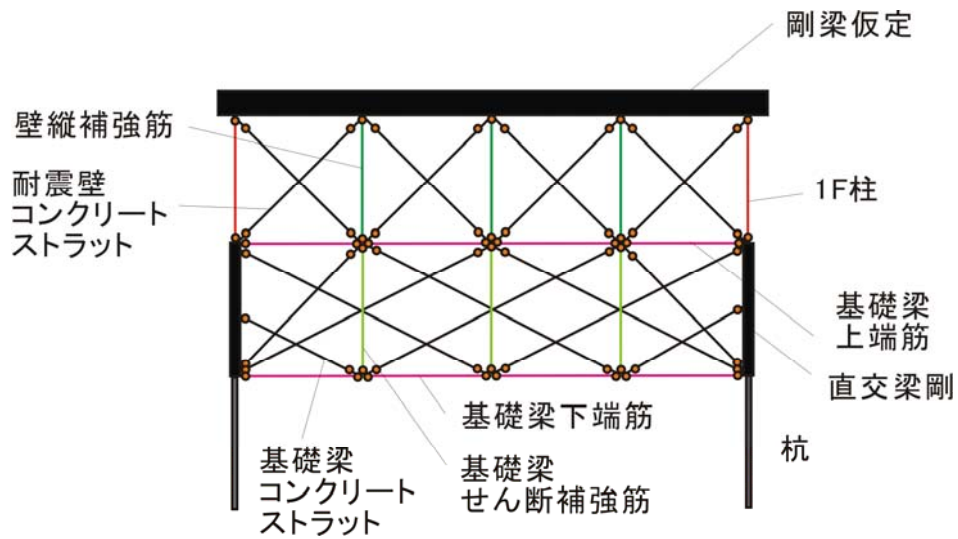 剛梁仮定
壁縦補強筋
耐震壁
コンクリート
ストラット
1F柱
基礎梁
上端筋
直交梁剛
基礎梁下端筋
杭
基礎梁
コンクリート
ストラット
基礎梁
せん断補強筋